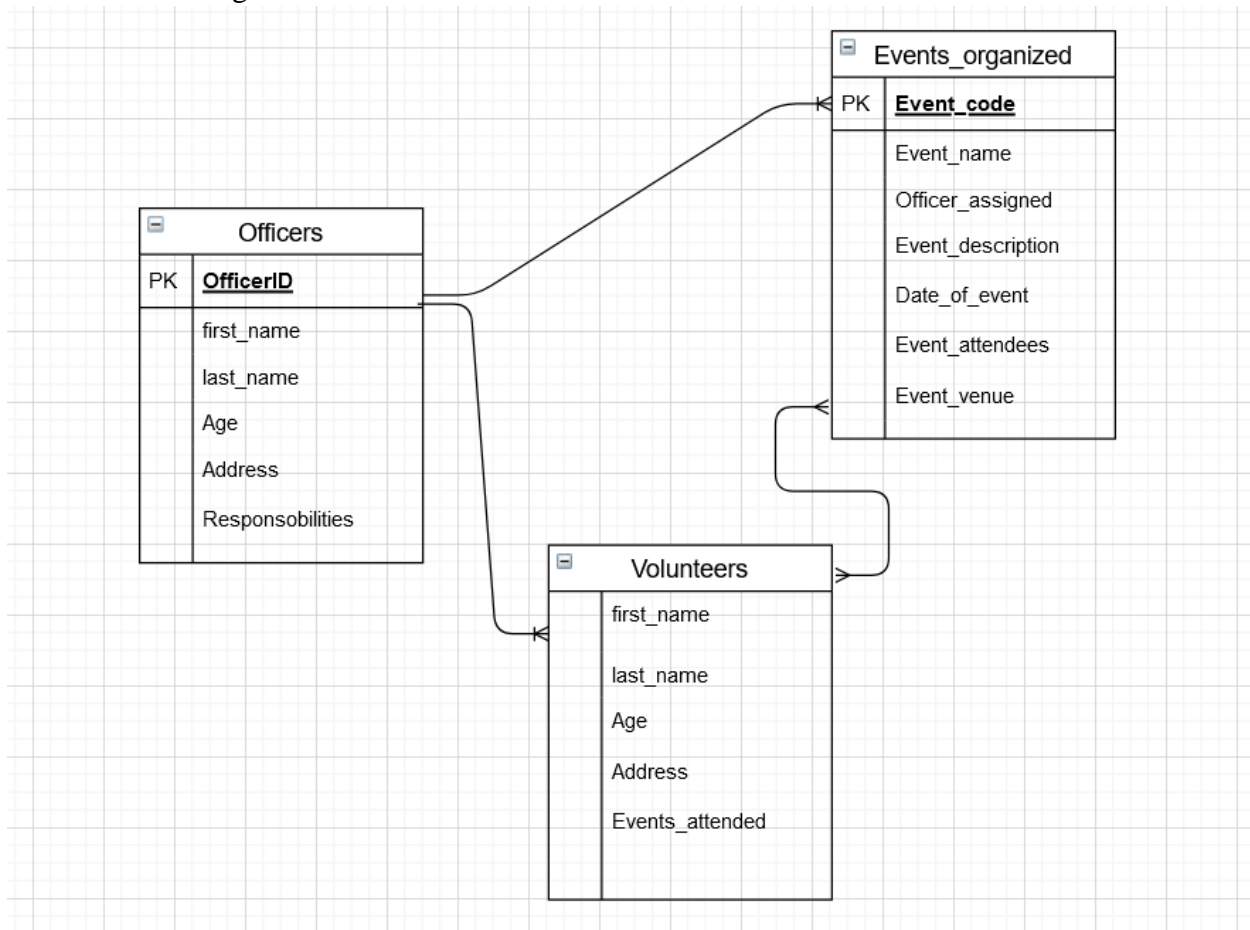 Events_organized
PK Event_code
Event_name
Officer_assigned
Event_description
Date_of_event
Event_attendees
Event_venue
Officers
PK OfficerID
first_name
last_name
Age
Address
Responsobilities
Volunteers
first_name
last_name
Age
Address
Events_attended